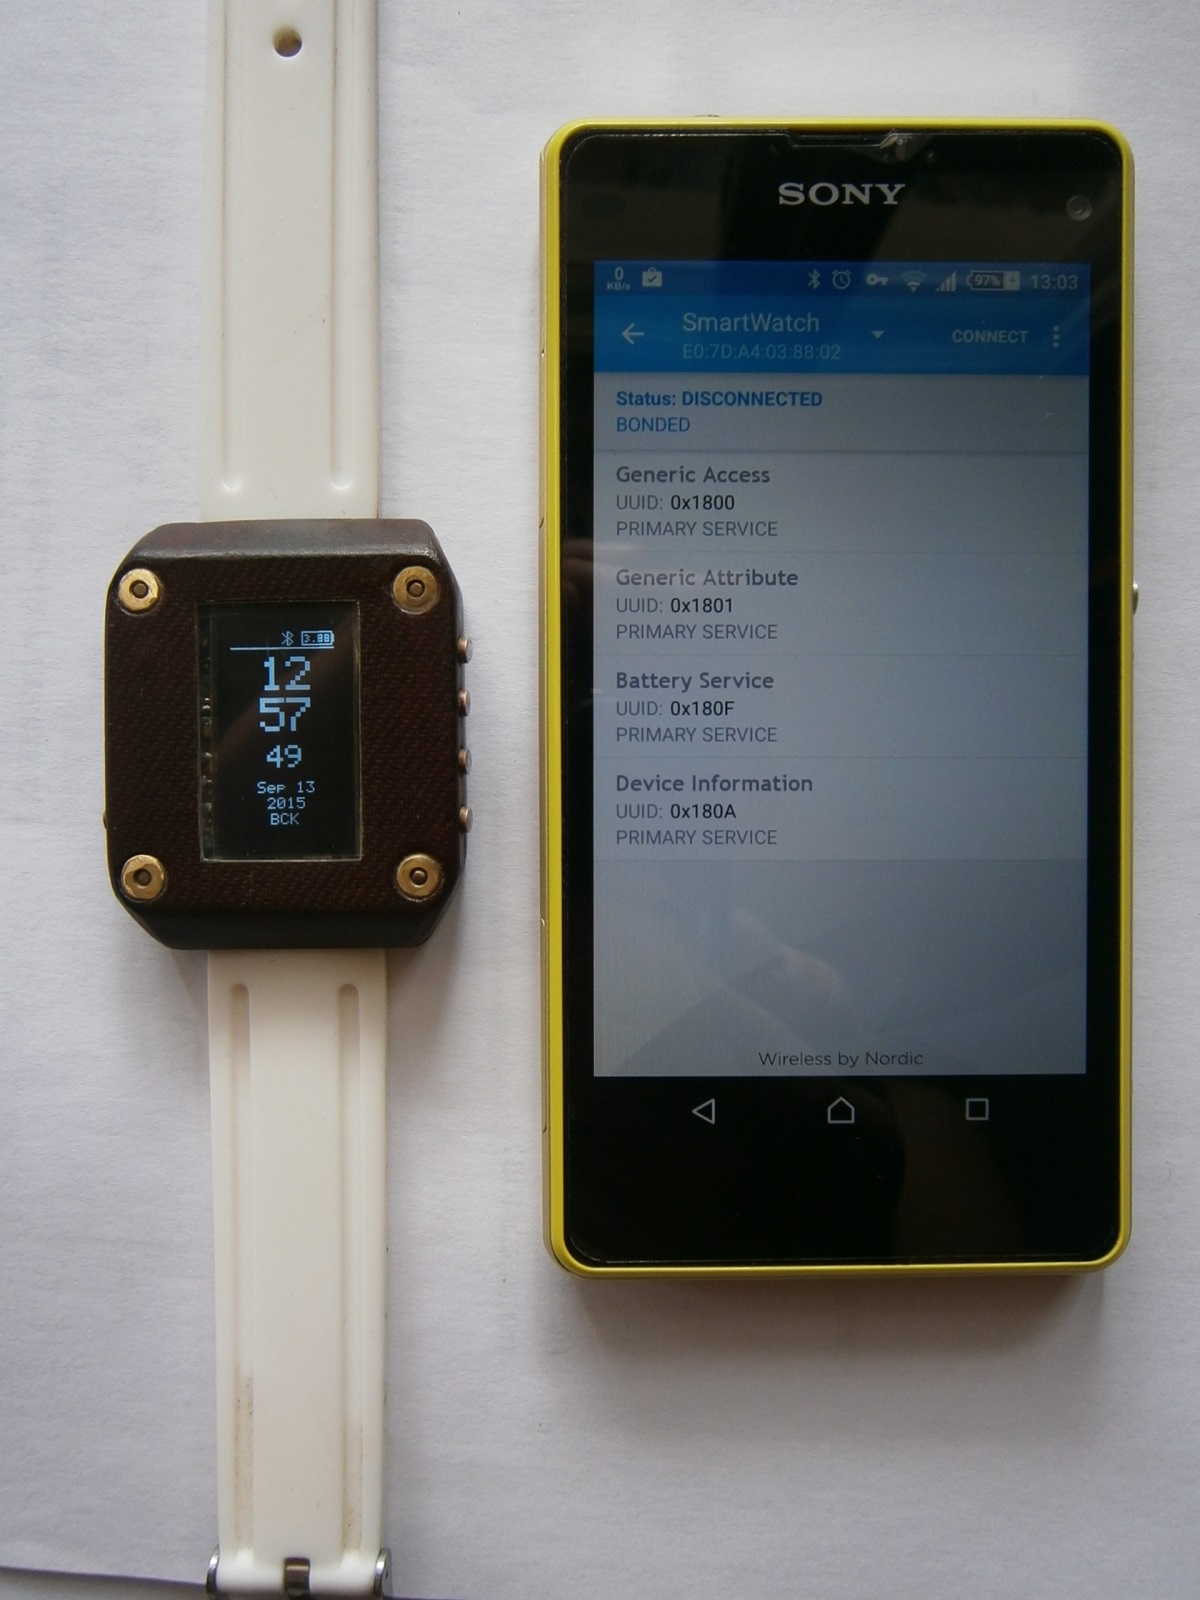 3.88
12
57
49
Sep 13
2015
ВСК
SONY
0
KB/s
97%
13:03
SmartWatch
E0:7D:A4:03:88:02
CONNECT
Status: DISCONNECTED
BONDED
Generic Access
UUID: 0x1800
PRIMARY SERVICE
Generic Attribute
UUID: 0x1801
PRIMARY SERVICE
Battery Service
UUID: 0x180F
PRIMARY SERVICE
Device Information
UUID: 0x180A
PRIMARY SERVICE
Wireless by Nordic